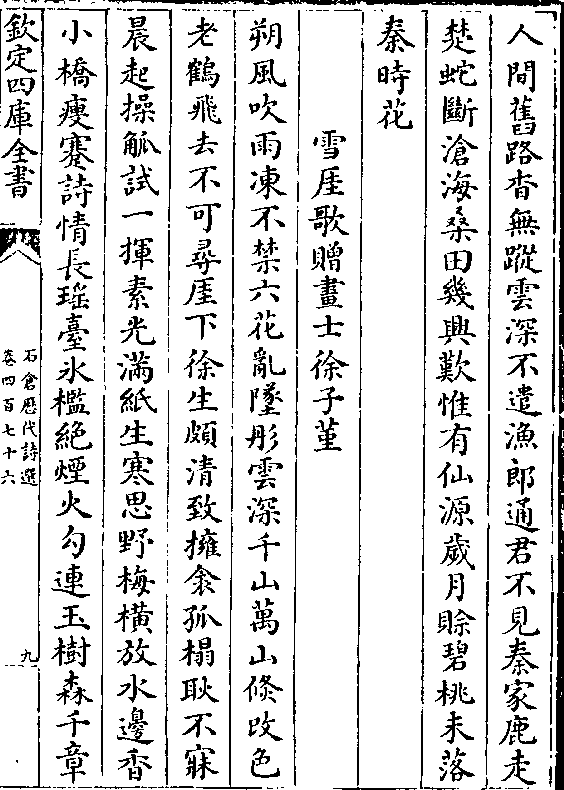 人間舊路杳無蹤雲深不遣漁郎通君不見秦家鹿走
楚蛇斷滄海桑田幾興歎惟有仙源歲月賖碧桃未落
秦時花
雪厓歌贈畫士徐子菫
朔風吹雨凍不禁六花亂墜彤雲深千山萬山倐改色
老鶴飛去不可尋厓下徐生頗清致擁衾孤榻耿不寐
晨起操觚試一揮素光滿紙生寒思野梅橫放水邊香
小橋瘦蹇詩情長瑶臺氷檻絶煙火勾連玉樹森千章
欽定四庫全書
石倉歴代詩選
卷四百七十六
九